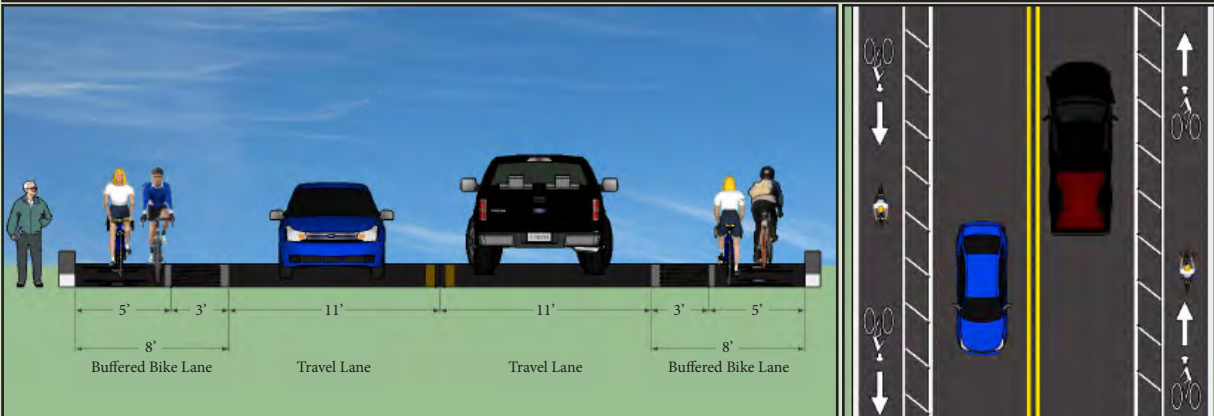 5’ 3’ 11’ 11’ 3’ 5’
8’ 8’
Buffered Bike Lane Travel Lane Travel Lane Buffered Bike Lane